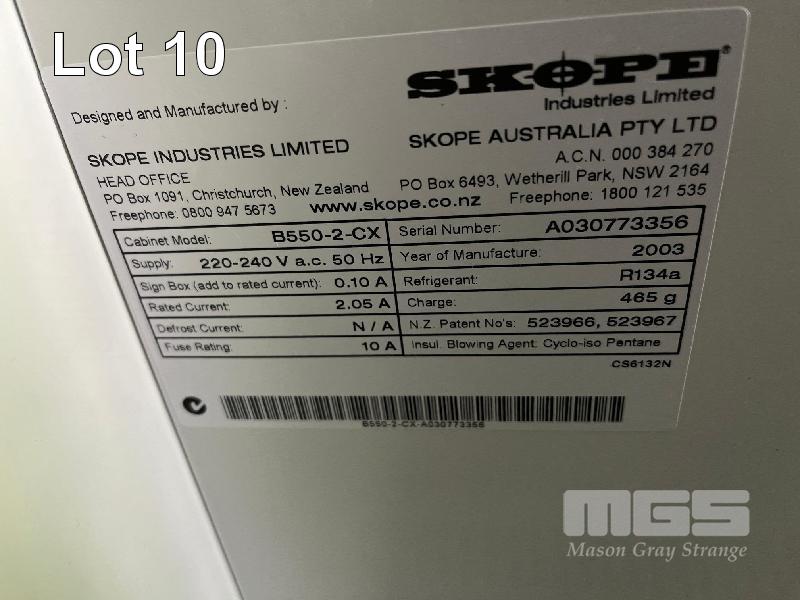 Lot 10
SKOPE®
Industries Limited
Designed and Manufactured by :
SKOPE INDUSTRIES LIMITED
HEAD OFFICE
PO Box 1091, Christchurch, New Zealand
Freephone: 0800 947 5673
www.skope.co.nz
SKOPE AUSTRALIA PTY LTD
A.C.N. 000 384 270
PO Box 6493, Wetherill Park, NSW 2164
Freephone: 1800 121 535
Cabinet Model: B550-2-CX Serial Number: A030773356
Supply: 220-240 V a.c. 50 Hz Year of Manufacture: 2003
Sign Box (add to rated current): 0.10 A Refrigerant: R134a
Rated Current: 2.05 A Charge: 465 g
Defrost Current: N / A N.Z. Patent No's: 523966, 523967
Fuse Rating: 10 A Insul. Blowing Agent: Cyclo-iso Pentane
CS6132N
B550-2-CX-A030773356
MGS
Mason Gray Strange